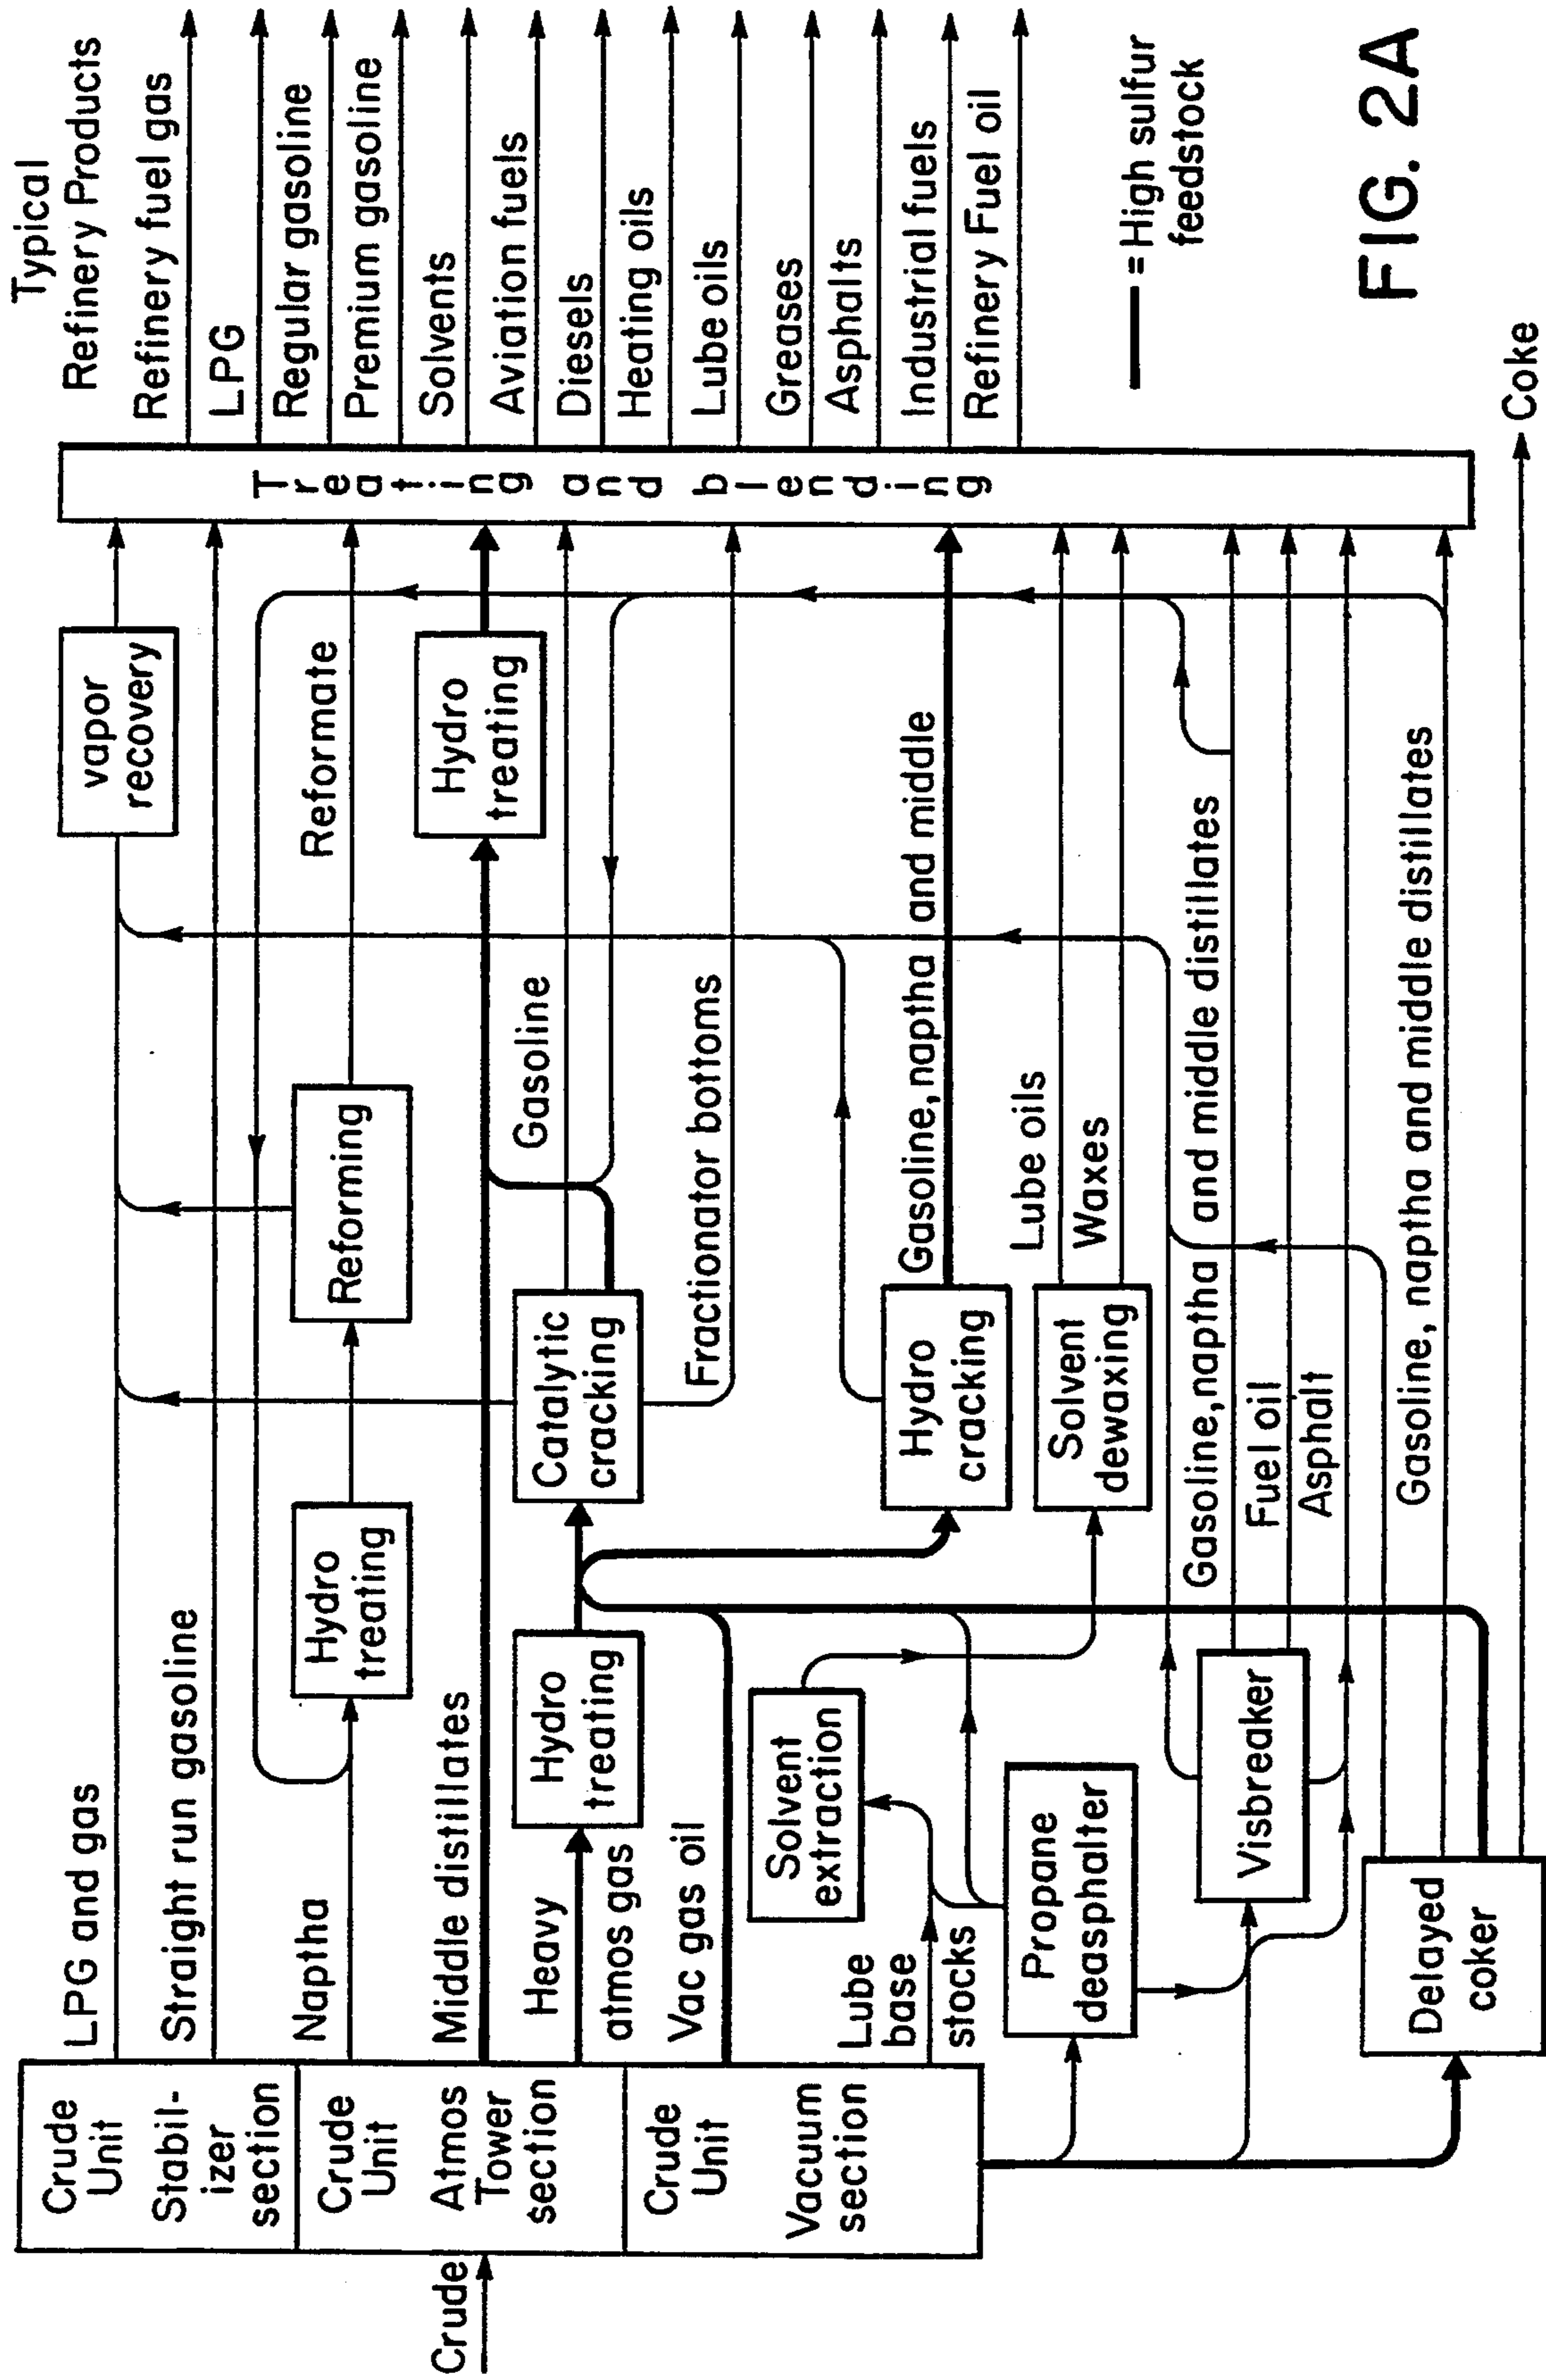 Typical
Refinery Products
Crude
Crude
Unit
Stabil-
izer
section
Crude
Unit
Atmos
Tower
section
Crude
Unit
Vacuum
section
LPG and gas
Straight run gasoline
Naptha
Middle distillates
Heavy
atmos gas
Vac gas oil
Lube
base
stocks
Hydro
treating
Reforming
Reformate
vapor
recovery
Hydro
treating
Hydro
treating
Catalytic
cracking
Gasoline
Fractionator bottoms
Solvent
extraction
Propane
deasphalter
Hydro
cracking
Gasoline, naptha and middle
Solvent
dewaxing
Lube oils
Waxes
Visbreaker
Gasoline, naptha and middle distillates
Fuel oil
Asphalt
Delayed
coker
Gasoline, naptha and middle distillates
Coke
Treating and blending
Refinery fuel gas
LPG
Regular gasoline
Premium gasoline
Solvents
Aviation fuels
Diesels
Heating oils
Lube oils
Greases
Asphalts
Industrial fuels
Refinery Fuel oil
= High sulfur
feedstock
FIG. 2A